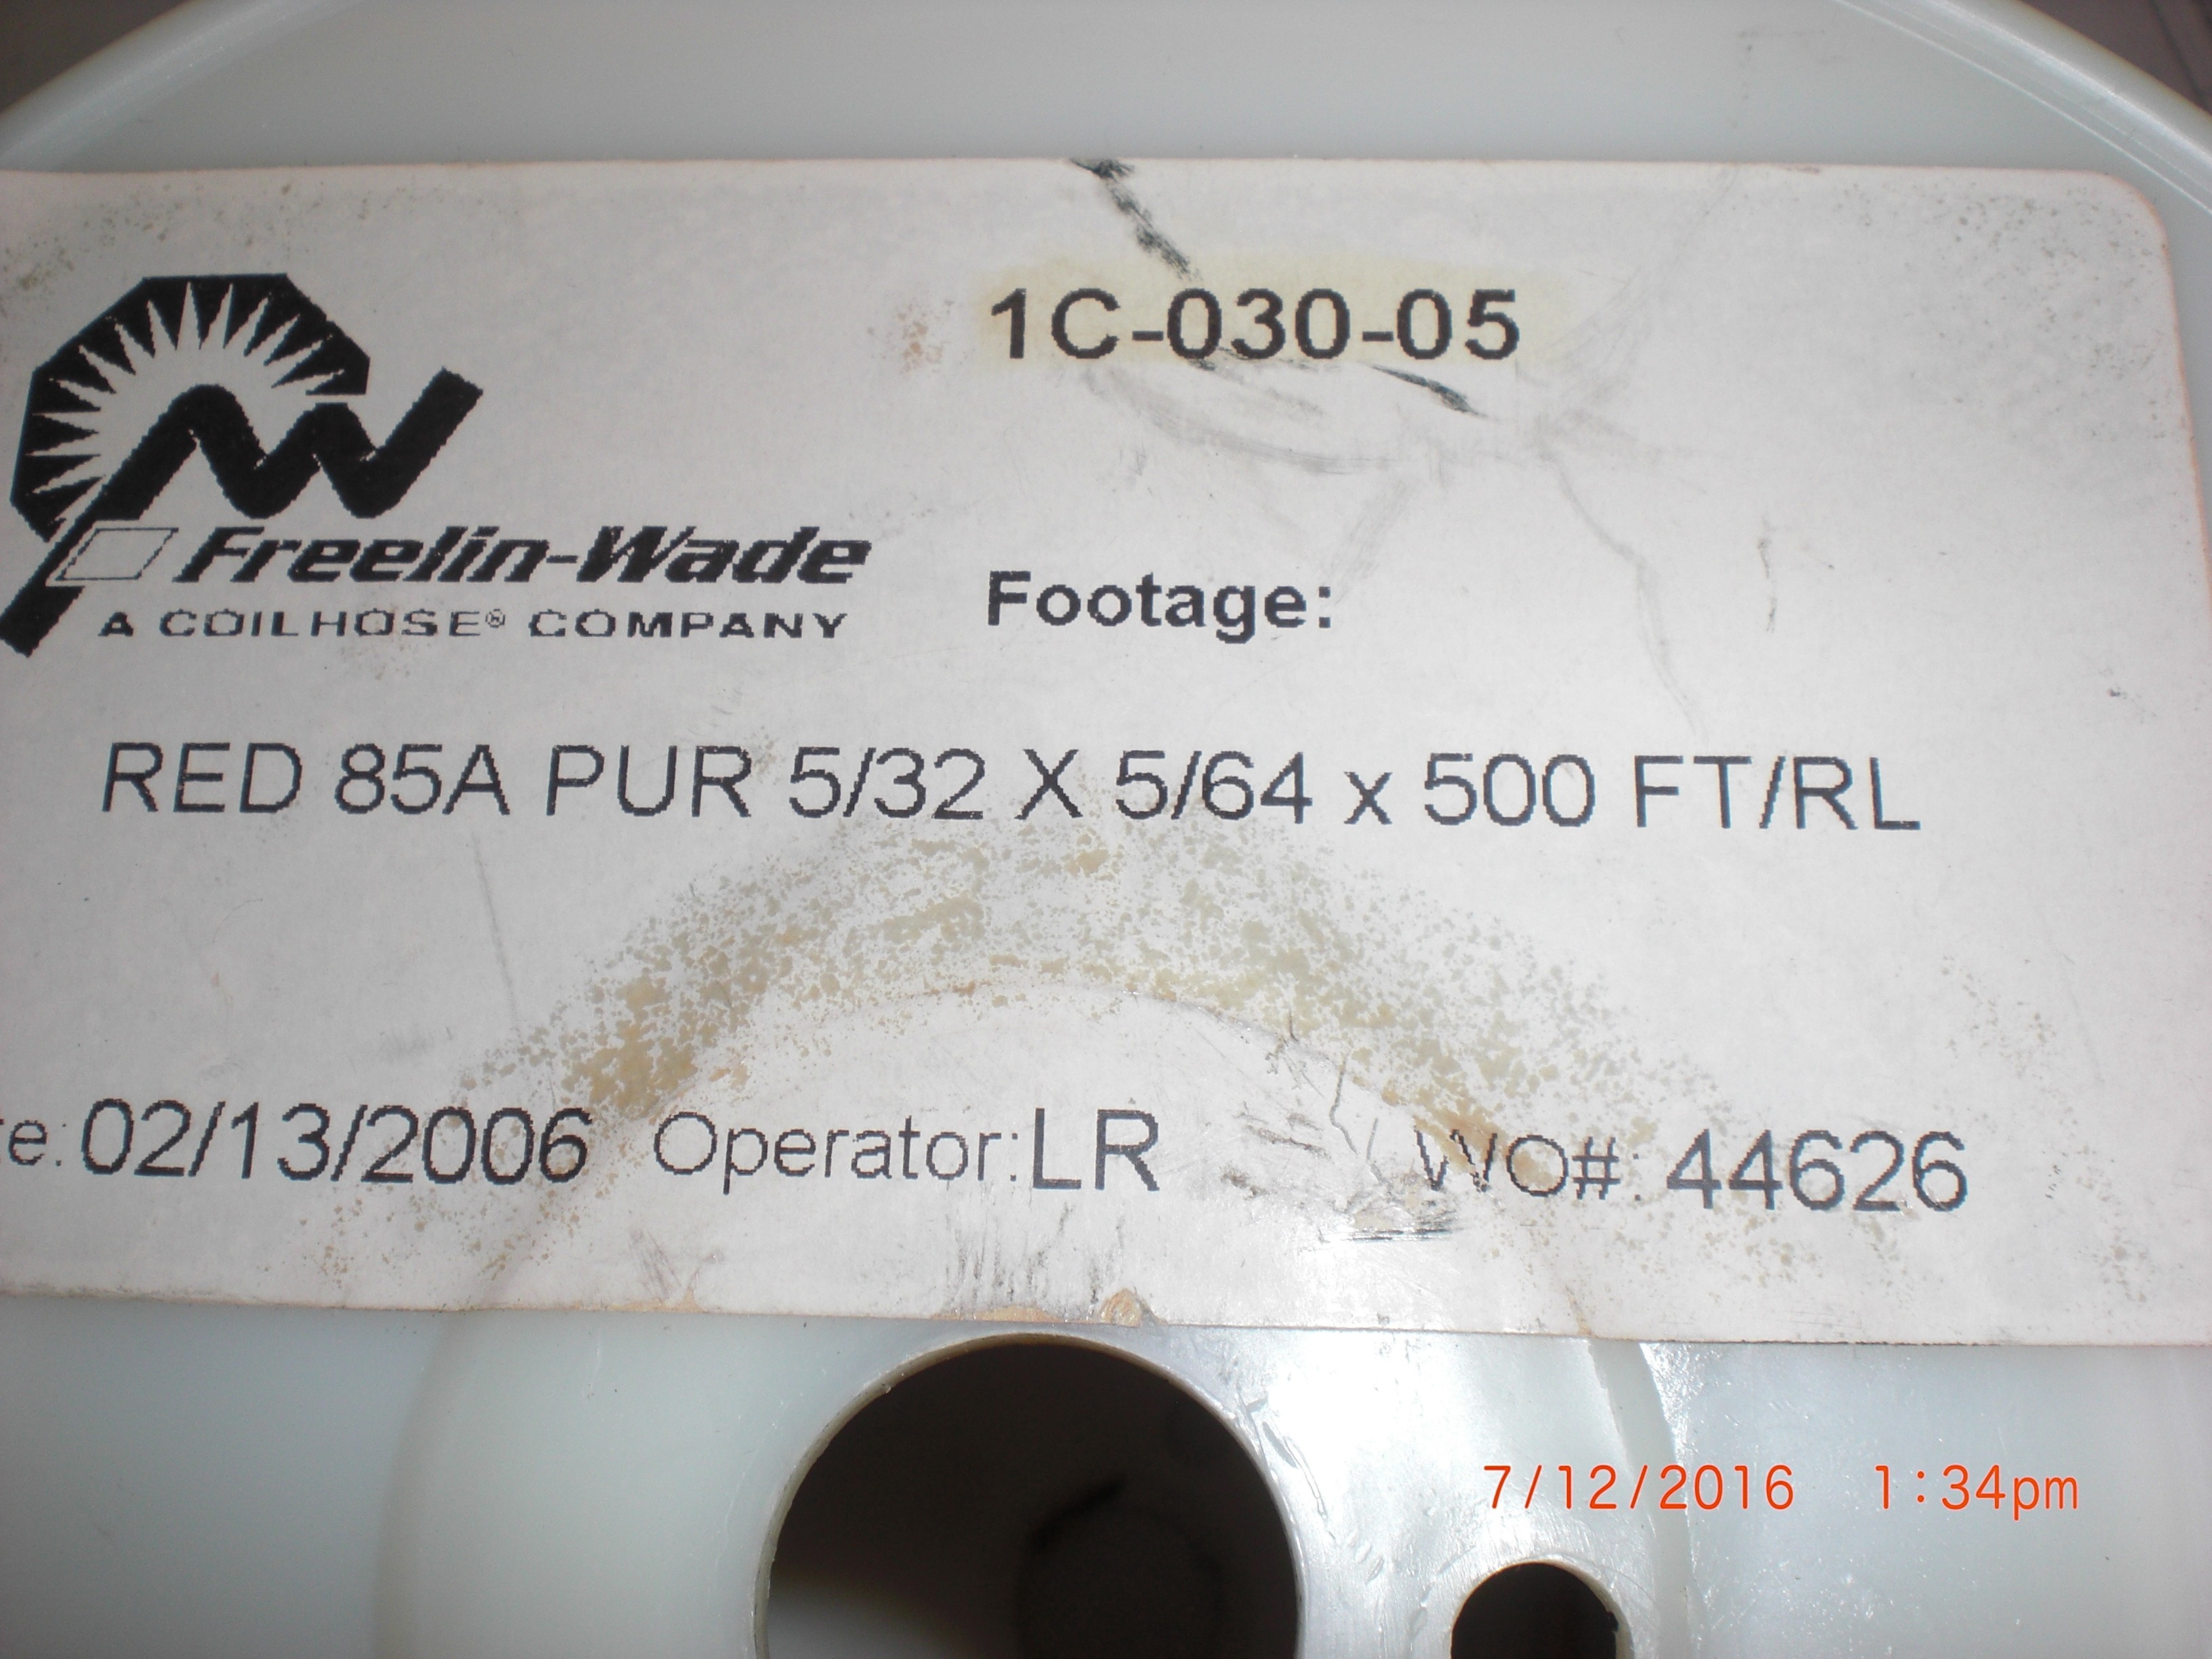 1C-030-05
Freelin-Wade
A COILHOSE® COMPANY
Footage:
RED 85A PUR 5/32 X 5/64 x 500 FT/RL
te: 02/13/2006 Operator: LR WO#: 44626
7/12/2016 1:34pm